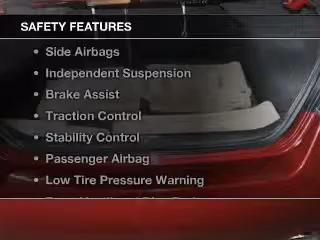 SAFETY FEATURES
• Side Airbags
• Independent Suspension
• Brake Assist
• Traction Control
• Stability Control
• Passenger Airbag
• Low Tire Pressure Warning